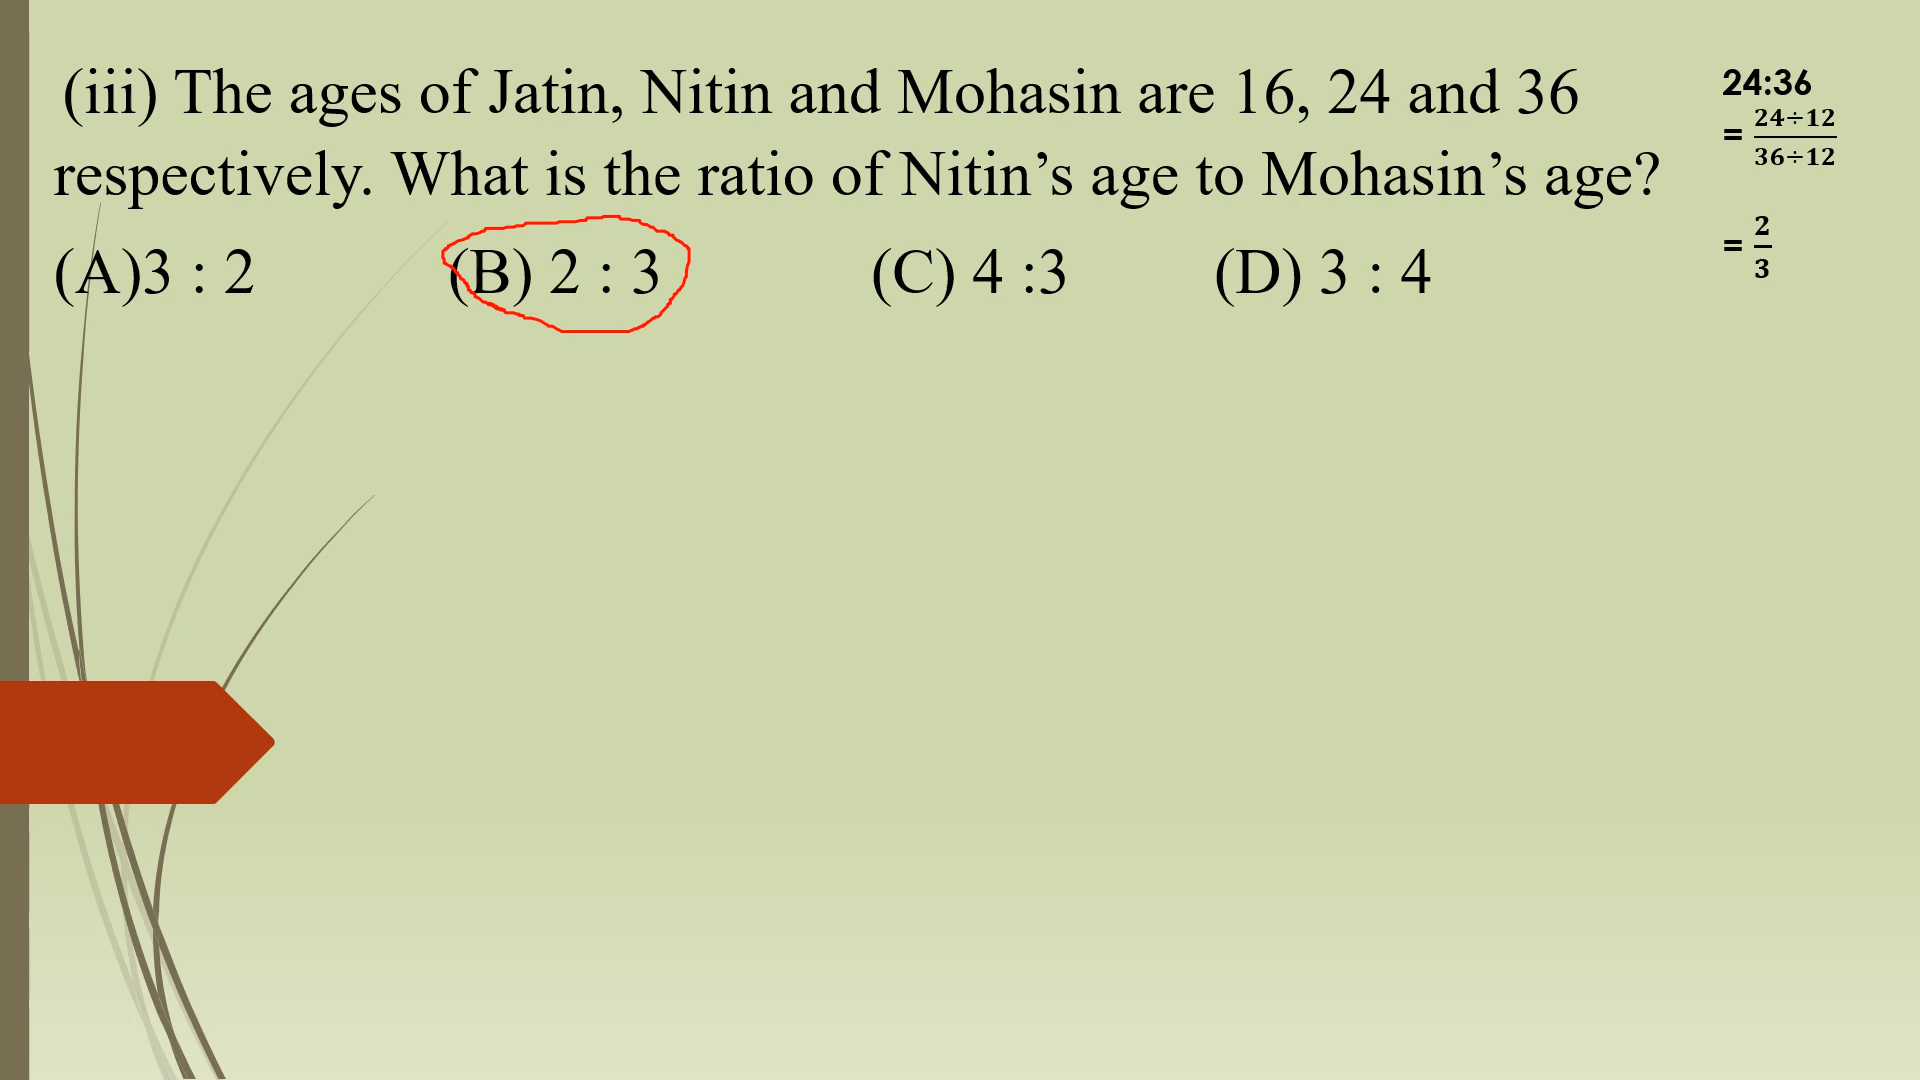 (iii) The ages of Jatin, Nitin and Mohasin are 16, 24 and 36
respectively. What is the ratio of Nitin’s age to Mohasin’s age?
(A)3 : 2 (B) 2 : 3 (C) 4 :3 (D) 3 : 4
24:36
= 24÷12
36÷12
= 2
3